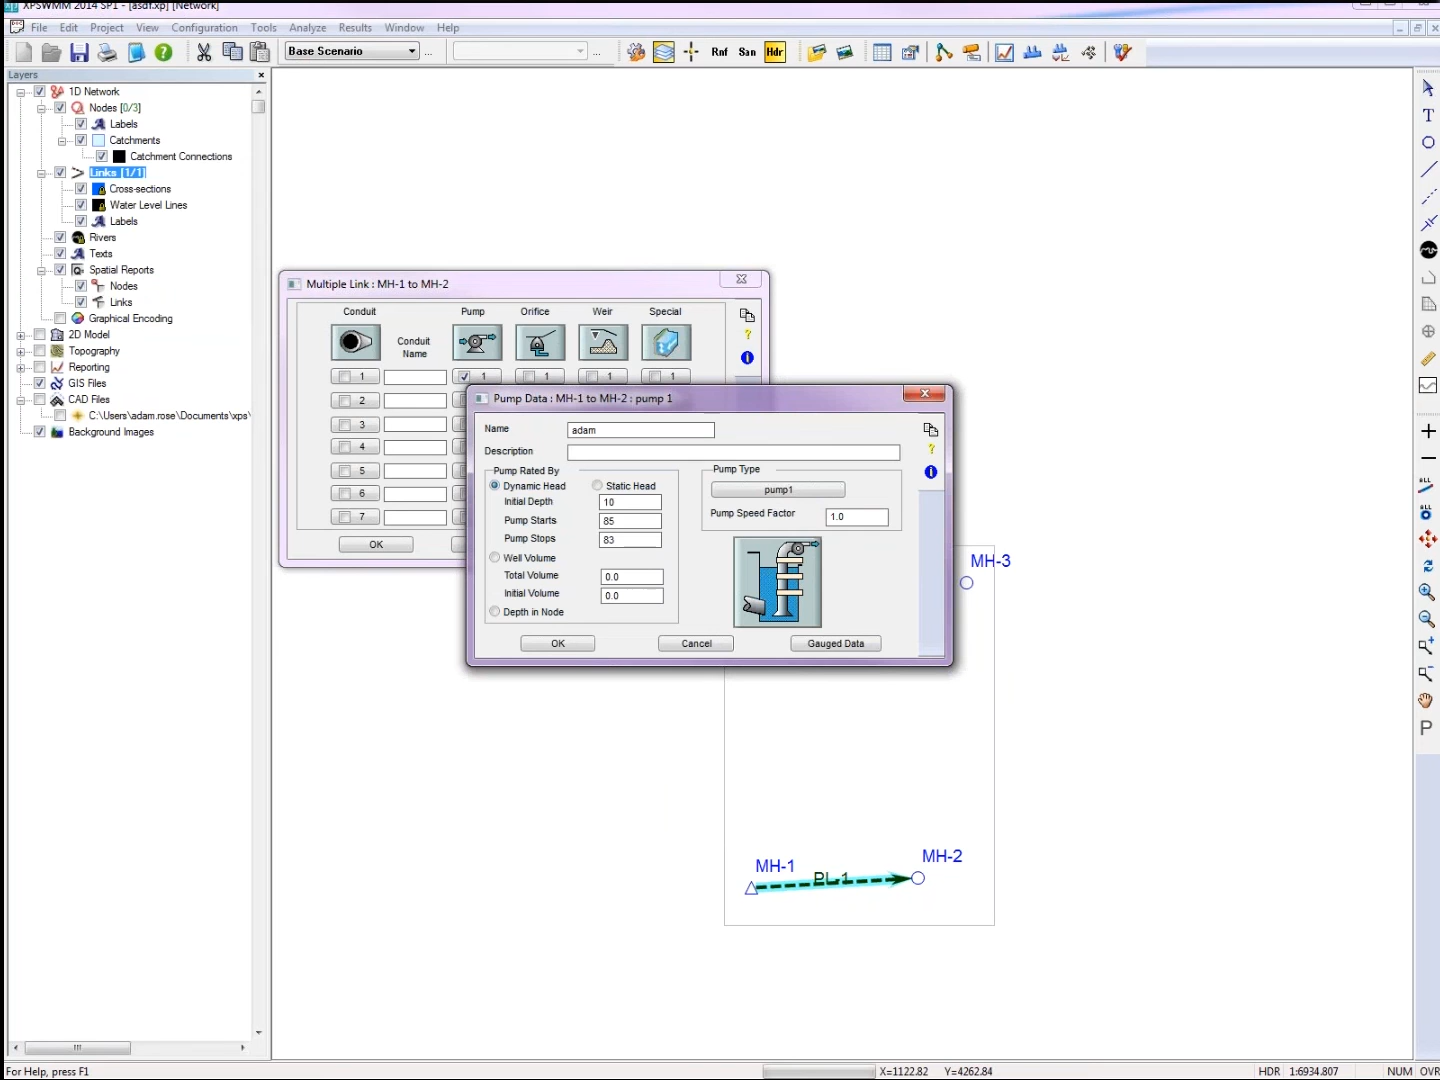 XPSWMM 2014 SP1 - [asdf.xp] [Network]
File Edit Project View Configuration Tools Analyze Results Window Help
Base Scenario
...
...
Rnf San Hdr
Layers
1D Network
Nodes [0/3]
Labels
Catchments
Catchment Connections
Links [1/1]
Cross-sections
Water Level Lines
Labels
Rivers
Texts
Spatial Reports
Nodes
Links
Graphical Encoding
2D Model
Topography
Reporting
GIS Files
CAD Files
C:\Users\adam.rose\Documents\xps\
Background Images
Multiple Link : MH-1 to MH-2
Conduit Pump Orifice Weir Special
Conduit
Name
1 1 1 1 1
2
3
4
5
6
7
OK
Pump Data : MH-1 to MH-2 : pump 1
Name adam
Description
Pump Rated By
Dynamic Head Static Head
Initial Depth 10
Pump Starts 85
Pump Stops 83
Well Volume
Total Volume 0.0
Initial Volume 0.0
Depth in Node
Pump Type
pump1
Pump Speed Factor 1.0
OK Cancel Gauged Data
MH-3
MH-1
PL-1
MH-2
T
ALL
ALL
P
For Help, press F1
X=1122.82 Y=4262.84 HDR 1:6934.807 NUM OVR